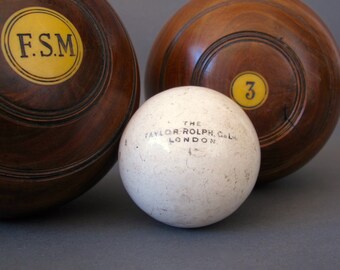 F.S.M
3
THE
TAYLOR-ROLPH. Co. Ld.
LONDON